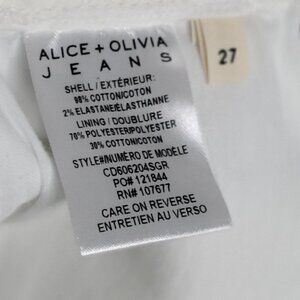 ALICE + OLIVIA
JEANS
27
SHELL / EXTÉRIEUR:
98% COTTON/COTON
2% ELASTANE/ELASTHANNE
LINING / DOUBLURE
70% POLYESTER/POLYESTER
30% COTTON/COTON
STYLE#/NUMÉRO DE MODÈLE
CD606204SGR
PO# 121844
RN# 107677
CARE ON REVERSE
ENTRETIEN AU VERSO